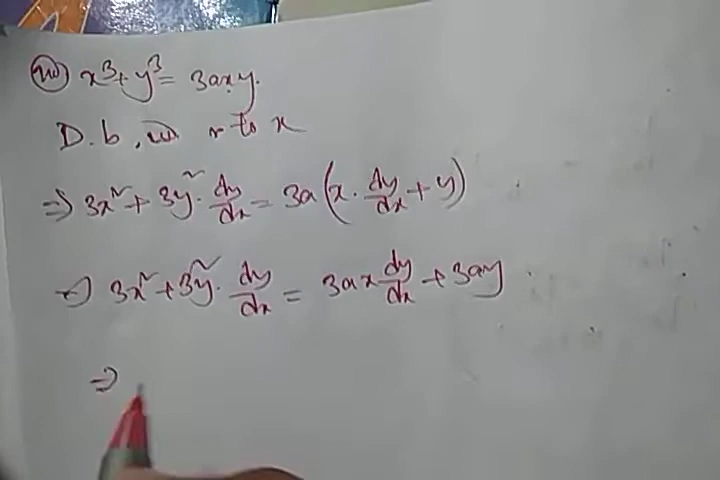 x³+y³= 3axy.
D.b. w r to x
⇒ 3x²+3y².dy/dx = 3a(x.dy/dx+y)
⇒ 3x²+3y².dy/dx = 3ax dy/dx+3ay
⇒